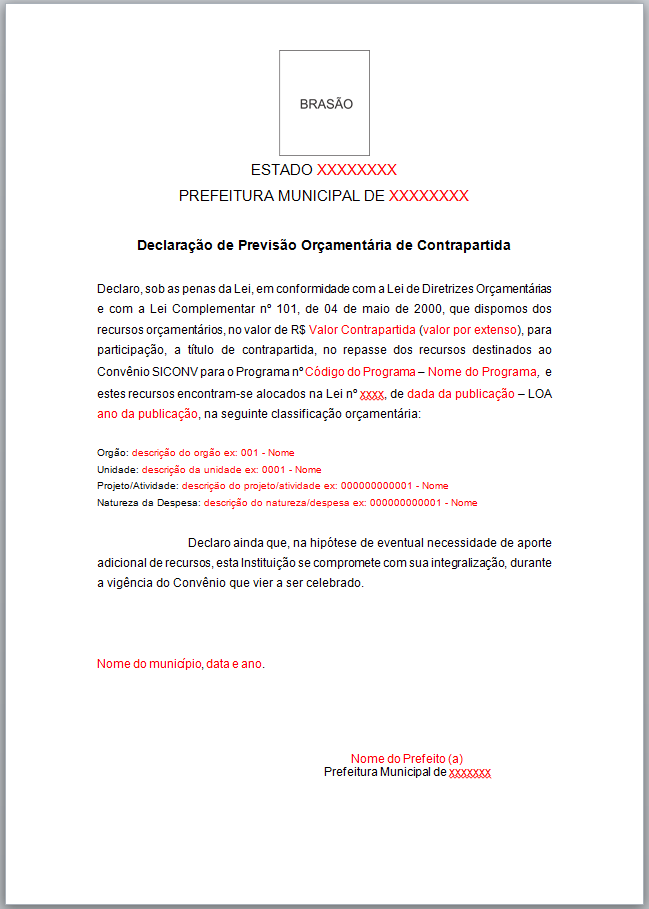 BRASÃO
ESTADO XXXXXXXX
PREFEITURA MUNICIPAL DE XXXXXXXX
Declaração de Previsão Orçamentária de Contrapartida
Declaro, sob as penas da Lei, em conformidade com a Lei de Diretrizes Orçamentárias
e com a Lei Complementar nº 101, de 04 de maio de 2000, que dispomos dos
recursos orçamentários, no valor de R$ Valor Contrapartida (valor por extenso), para
participação, a título de contrapartida, no repasse dos recursos destinados ao
Convênio SICONV para o Programa nº Código do Programa – Nome do Programa, e
estes recursos encontram-se alocados na Lei nº xxxx, de dada da publicação – LOA
ano da publicação, na seguinte classificação orçamentária:
Orgão: descrição do orgão ex: 001 - Nome
Unidade: descrição da unidade ex: 0001 - Nome
Projeto/Atividade: descrição do projeto/atividade ex: 000000000001 - Nome
Natureza da Despesa: descrição do natureza/despesa ex: 000000000001 - Nome
Declaro ainda que, na hipótese de eventual necessidade de aporte
adicional de recursos, esta Instituição se compromete com sua integralização, durante
a vigência do Convênio que vier a ser celebrado.
Nome do município, data e ano.
Nome do Prefeito (a)
Prefeitura Municipal de xxxxxxx